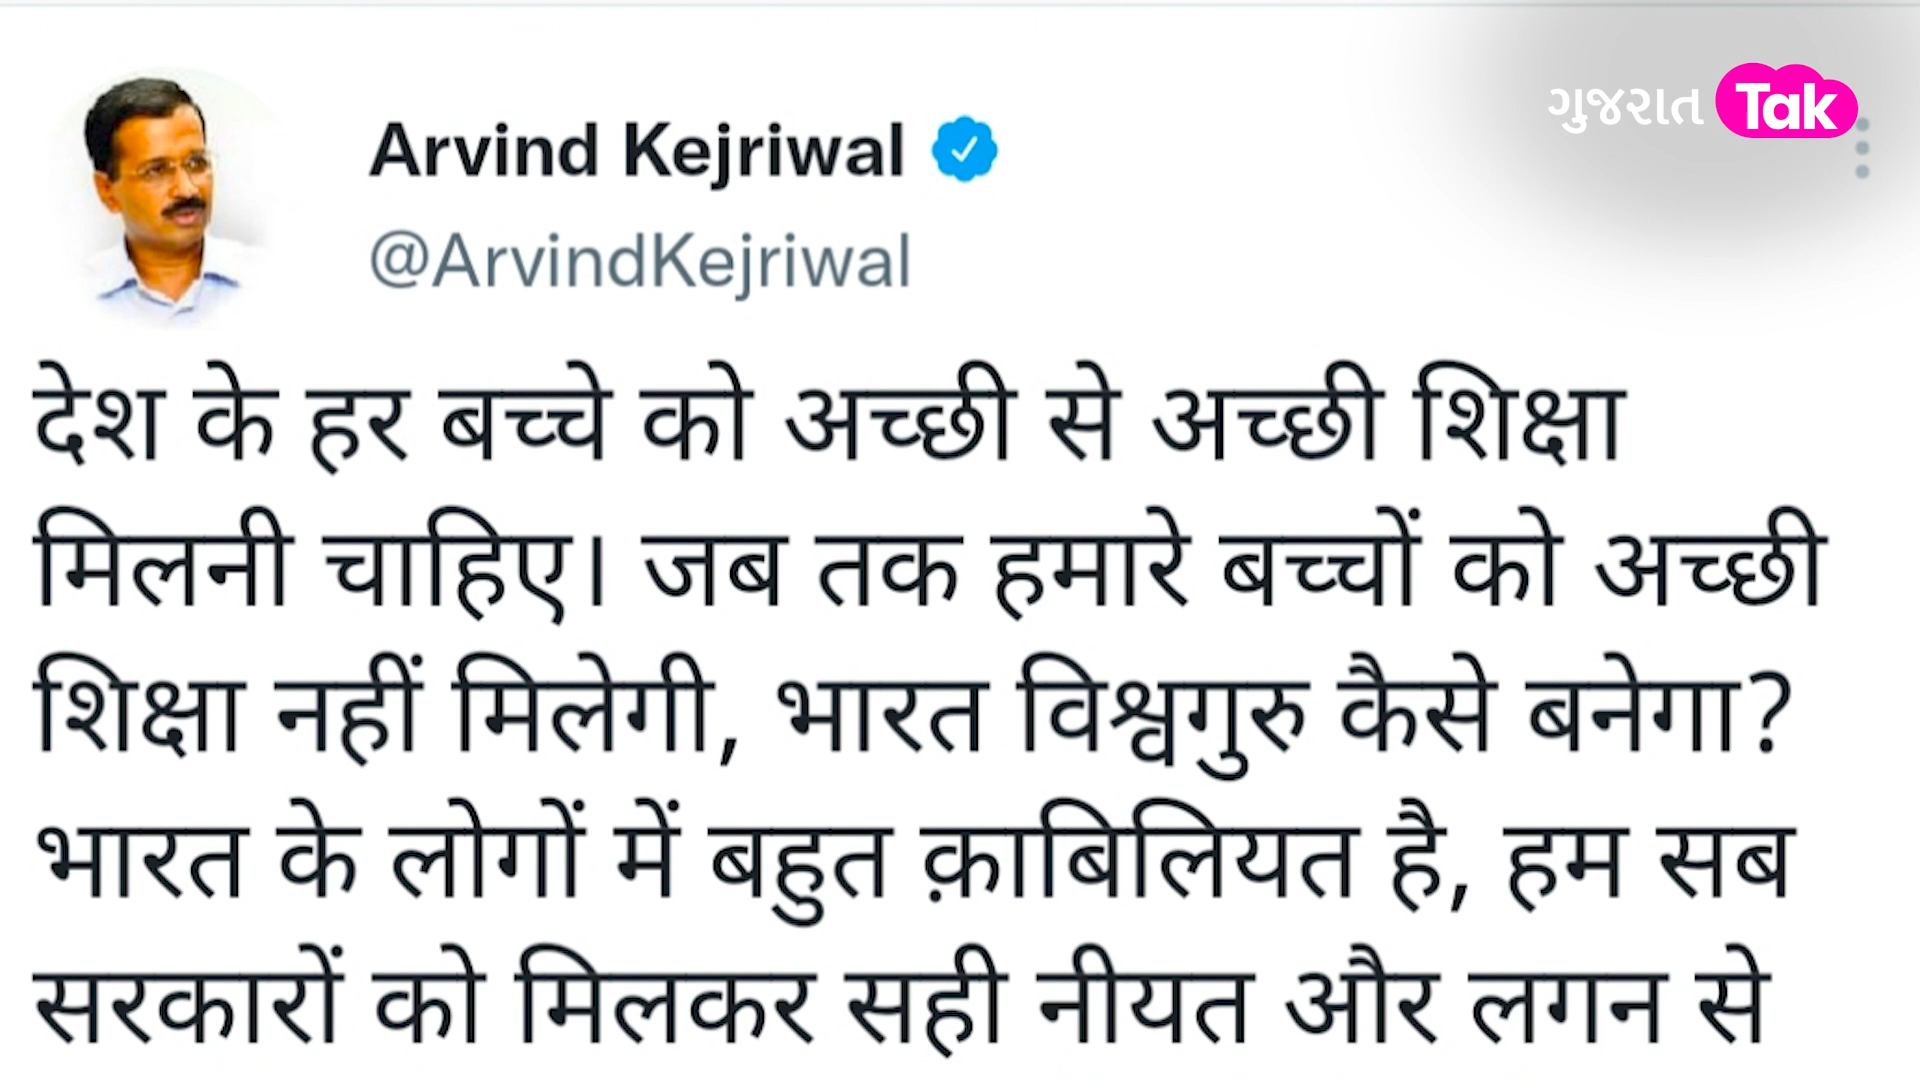 ગુજરાત Tak
Arvind Kejriwal
@ArvindKejriwal
देश के हर बच्चे को अच्छी से अच्छी शिक्षा
मिलनी चाहिए। जब तक हमारे बच्चों को अच्छी
शिक्षा नहीं मिलेगी, भारत विश्वगुरु कैसे बनेगा?
भारत के लोगों में बहुत क़ाबिलियत है, हम सब
सरकारों को मिलकर सही नीयत और लगन से